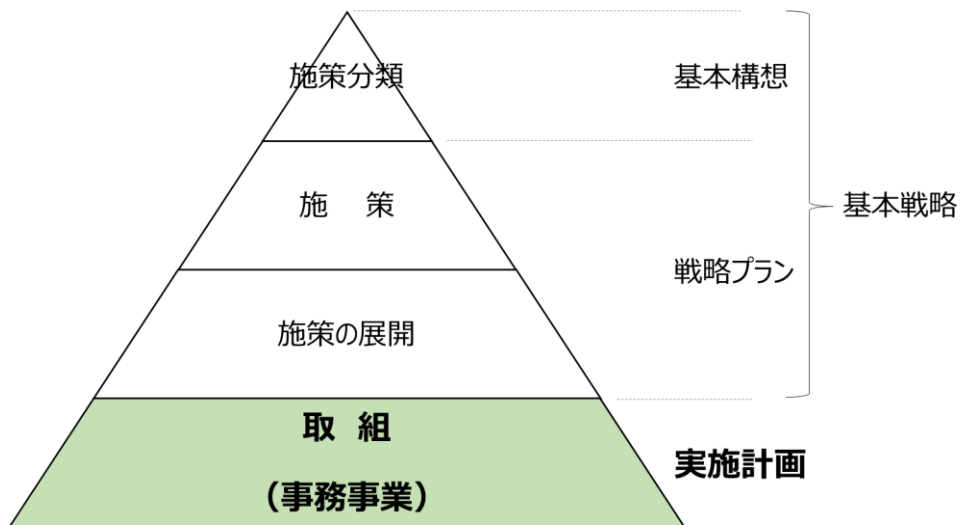 施策分類
基本構想
施　策
基本戦略
戦略プラン
施策の展開
取 組
（事務事業）
実施計画